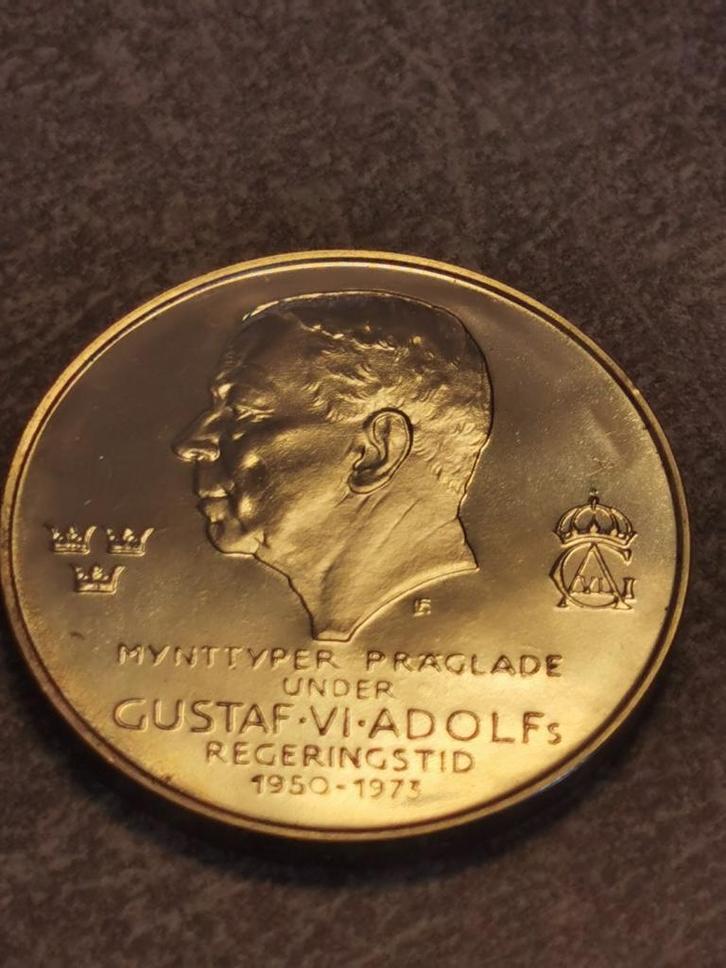 MYNTTYPER PRÄGLADE
UNDER
GUSTAF·VI·ADOLFs
REGERINGSTID
1950-1973